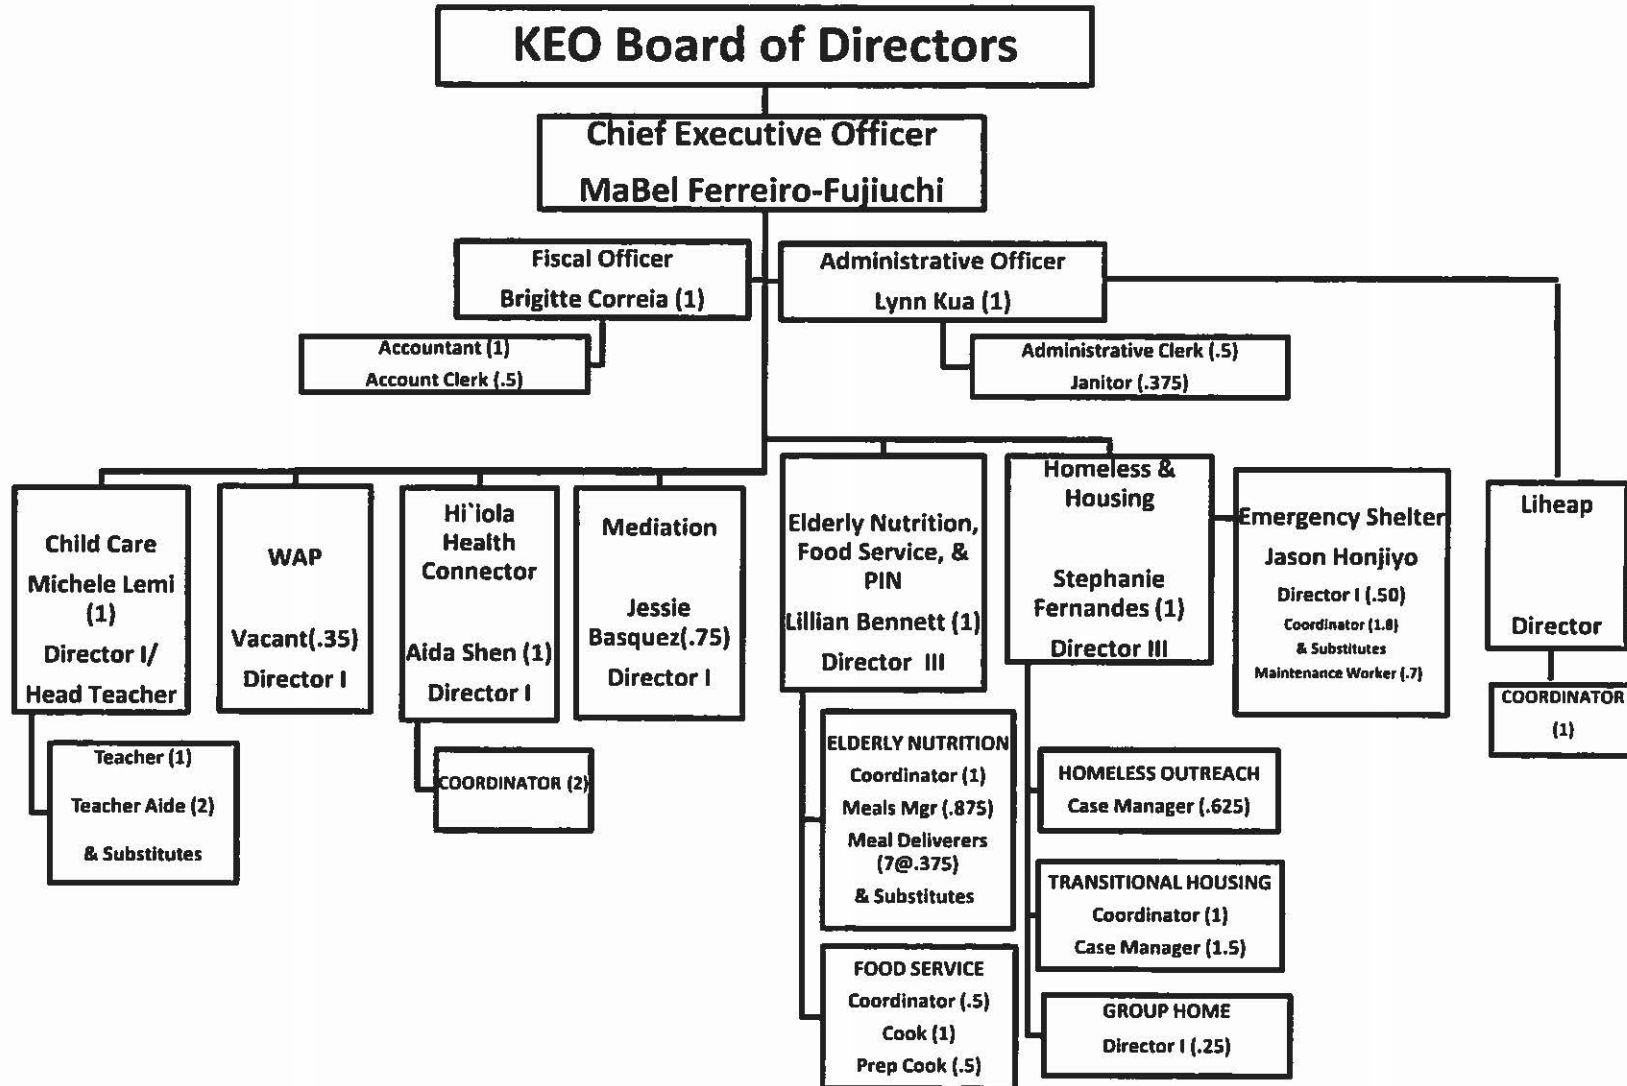 KEO Board of Directors
Chief Executive Officer
MaBel Ferreiro-Fujiuchi
Fiscal Officer
Brigitte Correia (1)
Administrative Officer
Lynn Kua (1)
Accountant (1)
Account Clerk (.5)
Administrative Clerk (.5)
Janitor (.375)
Child Care
Michele Lemi
(1)
Director I/
Head Teacher
WAP
Vacant(.35)
Director I
Hi`iola
Health
Connector
Aida Shen (1)
Director I
Mediation
Jessie
Basquez(.75)
Director I
Elderly Nutrition,
Food Service, &
PIN
Lillian Bennett (1)
Director III
Homeless &
Housing
Stephanie
Fernandes (1)
Director III
Emergency Shelter
Jason Honjiyo
Director I (.50)
Coordinator (1.8)
& Substitutes
Maintenance Worker (.7)
Liheap
Director
COORDINATOR
(1)
Teacher (1)
Teacher Aide (2)
& Substitutes
COORDINATOR (2)
ELDERLY NUTRITION
Coordinator (1)
Meals Mgr (.875)
Meal Deliverers
(7@.375)
& Substitutes
FOOD SERVICE
Coordinator (.5)
Cook (1)
Prep Cook (.5)
HOMELESS OUTREACH
Case Manager (.625)
TRANSITIONAL HOUSING
Coordinator (1)
Case Manager (1.5)
GROUP HOME
Director I (.25)